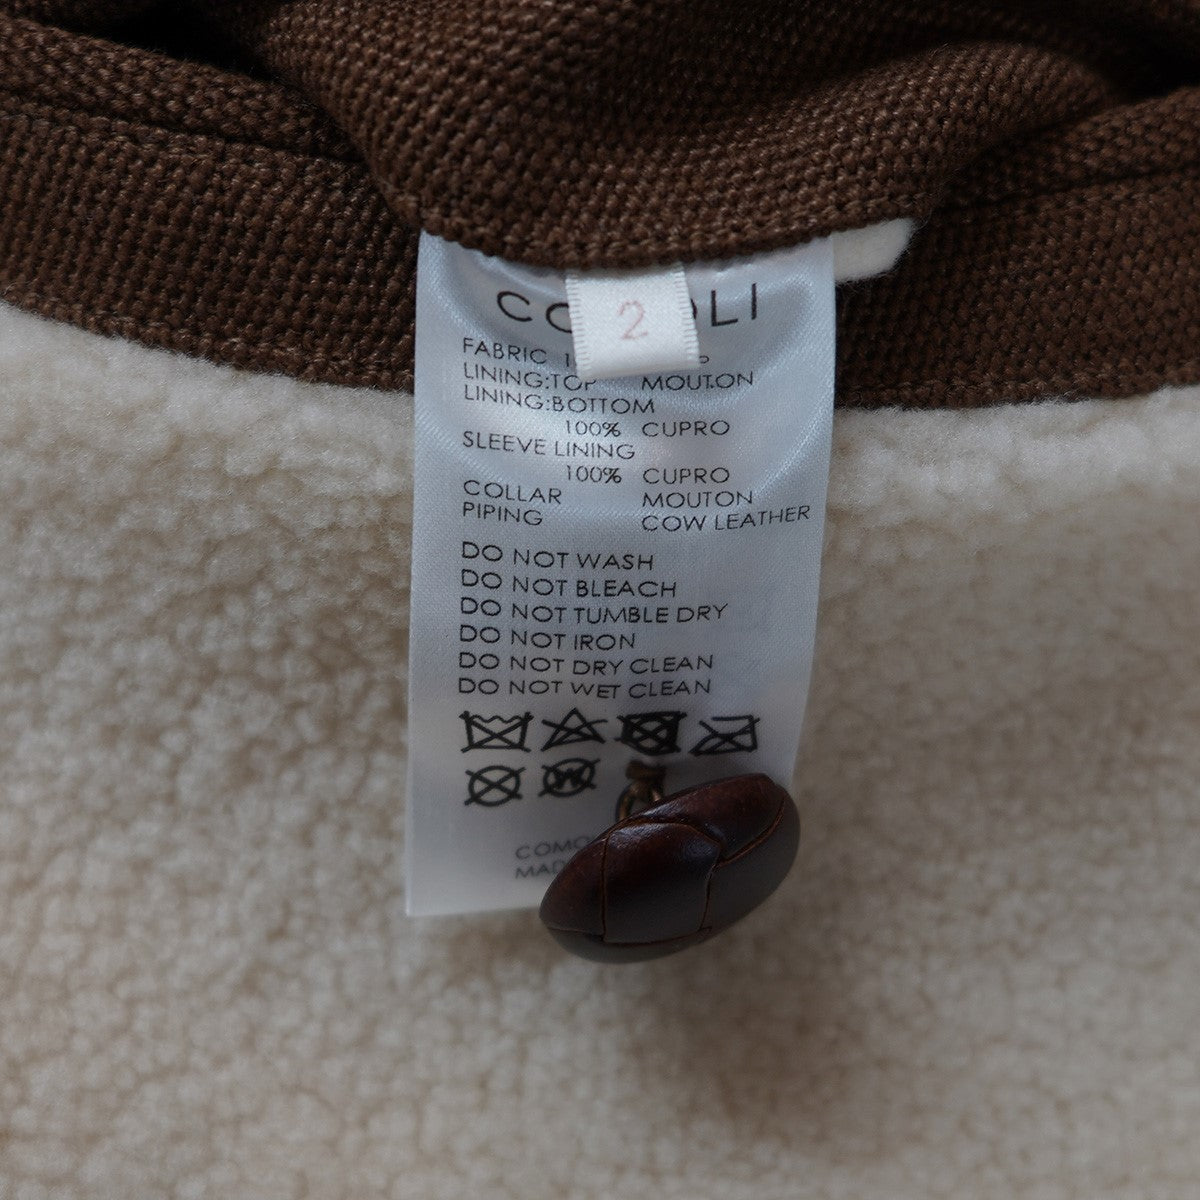 2
FABRIC
LINING:TOP MOUTON
LINING:BOTTOM
100% CUPRO
SLEEVE LINING
100% CUPRO
COLLAR MOUTON
PIPING COW LEATHER
DO NOT WASH
DO NOT BLEACH
DO NOT TUMBLE DRY
DO NOT IRON
DO NOT DRY CLEAN
DO NOT WET CLEAN
W